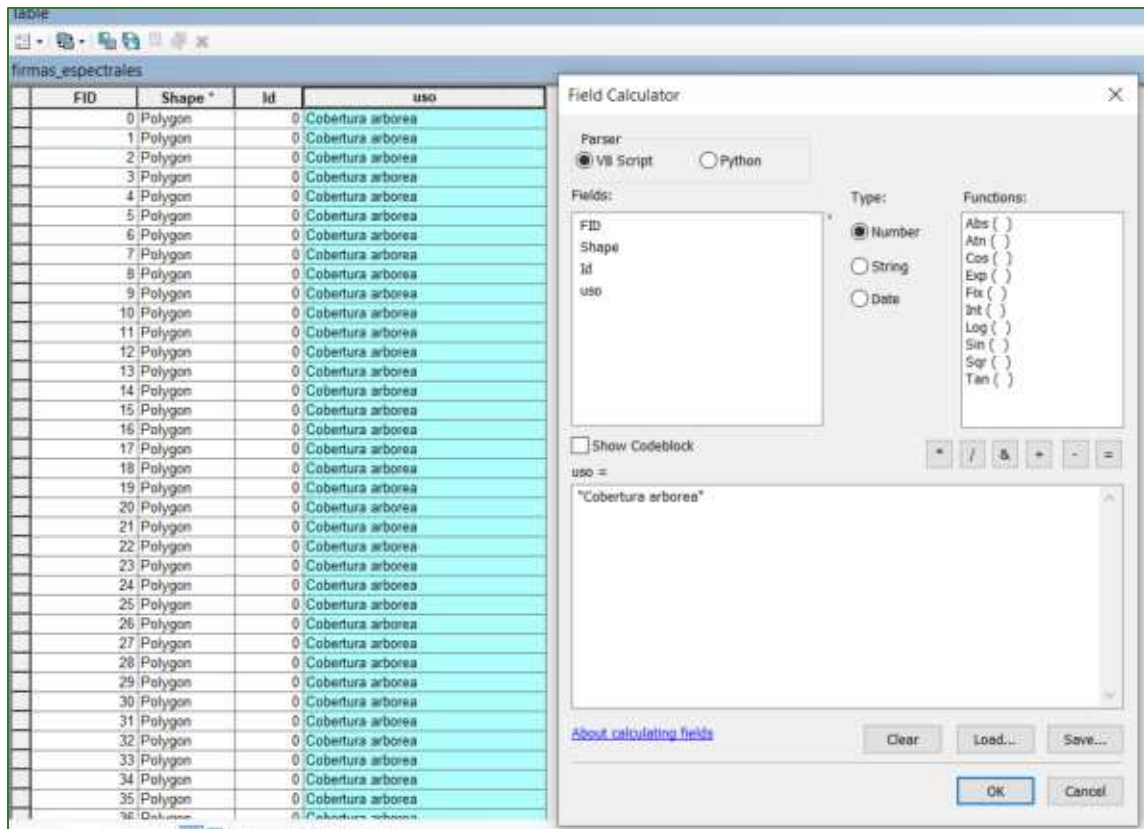 Table
firmas_espectrales
FID Shape * Id uso
0 Polygon 0 Cobertura arborea
1 Polygon 0 Cobertura arborea
2 Polygon 0 Cobertura arborea
3 Polygon 0 Cobertura arborea
4 Polygon 0 Cobertura arborea
5 Polygon 0 Cobertura arborea
6 Polygon 0 Cobertura arborea
7 Polygon 0 Cobertura arborea
8 Polygon 0 Cobertura arborea
9 Polygon 0 Cobertura arborea
10 Polygon 0 Cobertura arborea
11 Polygon 0 Cobertura arborea
12 Polygon 0 Cobertura arborea
13 Polygon 0 Cobertura arborea
14 Polygon 0 Cobertura arborea
15 Polygon 0 Cobertura arborea
16 Polygon 0 Cobertura arborea
17 Polygon 0 Cobertura arborea
18 Polygon 0 Cobertura arborea
19 Polygon 0 Cobertura arborea
20 Polygon 0 Cobertura arborea
21 Polygon 0 Cobertura arborea
22 Polygon 0 Cobertura arborea
23 Polygon 0 Cobertura arborea
24 Polygon 0 Cobertura arborea
25 Polygon 0 Cobertura arborea
26 Polygon 0 Cobertura arborea
27 Polygon 0 Cobertura arborea
28 Polygon 0 Cobertura arborea
29 Polygon 0 Cobertura arborea
30 Polygon 0 Cobertura arborea
31 Polygon 0 Cobertura arborea
32 Polygon 0 Cobertura arborea
33 Polygon 0 Cobertura arborea
34 Polygon 0 Cobertura arborea
35 Polygon 0 Cobertura arborea
36 Polygon 0 Cobertura arborea
Field Calculator
Parser
VB Script Python
Fields: Type: Functions:
FID
Shape
Id
uso
Number
String
Date
Abs ( )
Atn ( )
Cos ( )
Exp ( )
Fix ( )
Int ( )
Log ( )
Sin ( )
Sqr ( )
Tan ( )
Show Codeblock
* / & + - =
uso =
"Cobertura arborea"
About calculating fields
Clear Load... Save...
OK Cancel